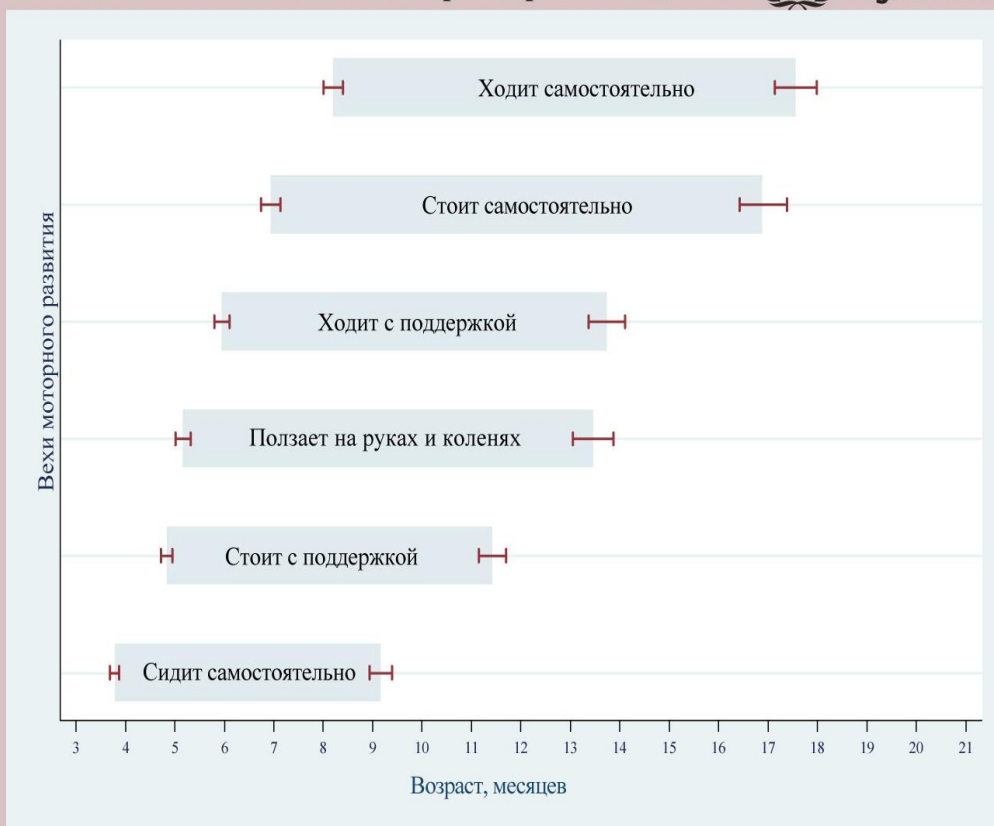 Ходит самостоятельно
Стоит самостоятельно
Ходит с поддержкой
Ползает на руках и коленях
Стоит с поддержкой
Сидит самостоятельно
Вехи моторного развития
3 4 5 6 7 8 9 10 11 12 13 14 15 16 17 18 19 20 21
Возраст, месяцев